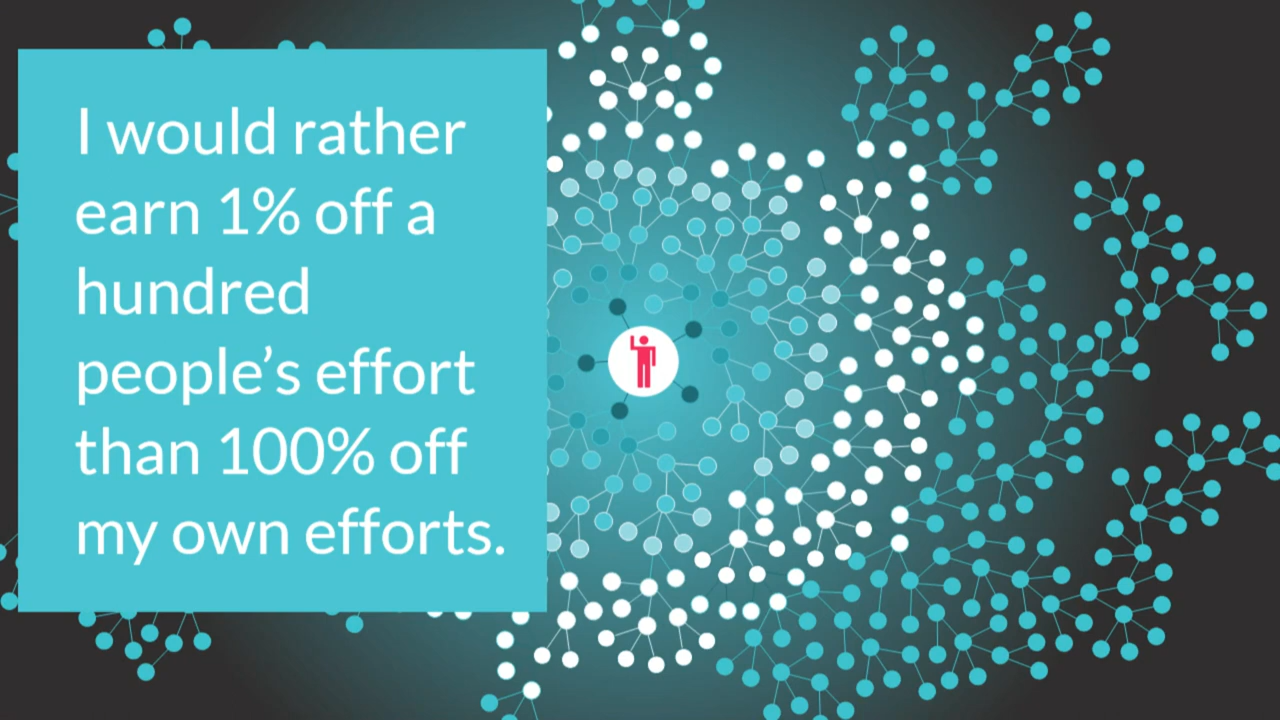 I would rather
earn 1% off a
hundred
people’s effort
than 100% off
my own efforts.